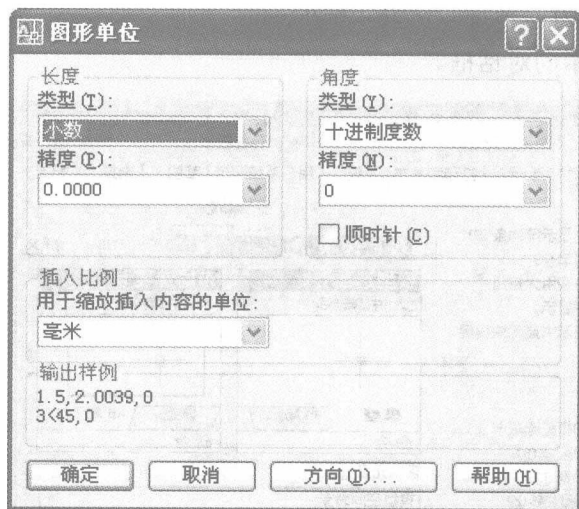 图形单位
长度
类型(T):
小数
精度(P):
0.0000
角度
类型(Y):
十进制度数
精度(N):
0
顺时针(C)
插入比例
用于缩放插入内容的单位:
毫米
输出样例
1.5,2.0039,0
3<45,0
确定 取消 方向(D)... 帮助(H)